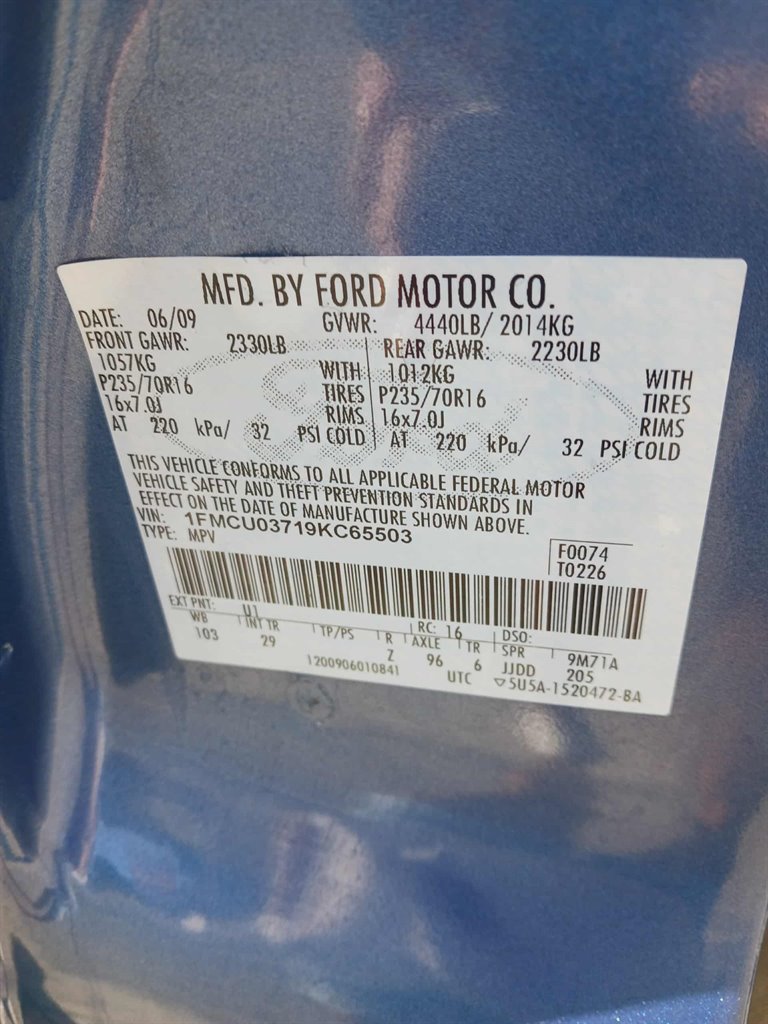 MFD. BY FORD MOTOR CO.
DATE: 06/09 GVWR: 4440LB/ 2014KG
FRONT GAWR: 2330LB REAR GAWR: 2230LB
1057KG WITH 1012KG WITH
P235/70R16 TIRES P235/70R16 TIRES
16x7.0J RIMS 16x7.0J RIMS
AT 220 kPa/ 32 PSI COLD AT 220 kPa/ 32 PSI COLD
THIS VEHICLE CONFORMS TO ALL APPLICABLE FEDERAL MOTOR
VEHICLE SAFETY AND THEFT PREVENTION STANDARDS IN
EFFECT ON THE DATE OF MANUFACTURE SHOWN ABOVE.
VIN: 1FMCU03719KC65503
TYPE: MPV
F0074
T0226
EXT PNT: U1 RC: 16 DSO:
WB INT TR TP/PS R AXLE TR SPR 9M71A
103 29 Z 96 6 JJDD 205
1200906010841 UTC ▽5U5A-1520472-BA